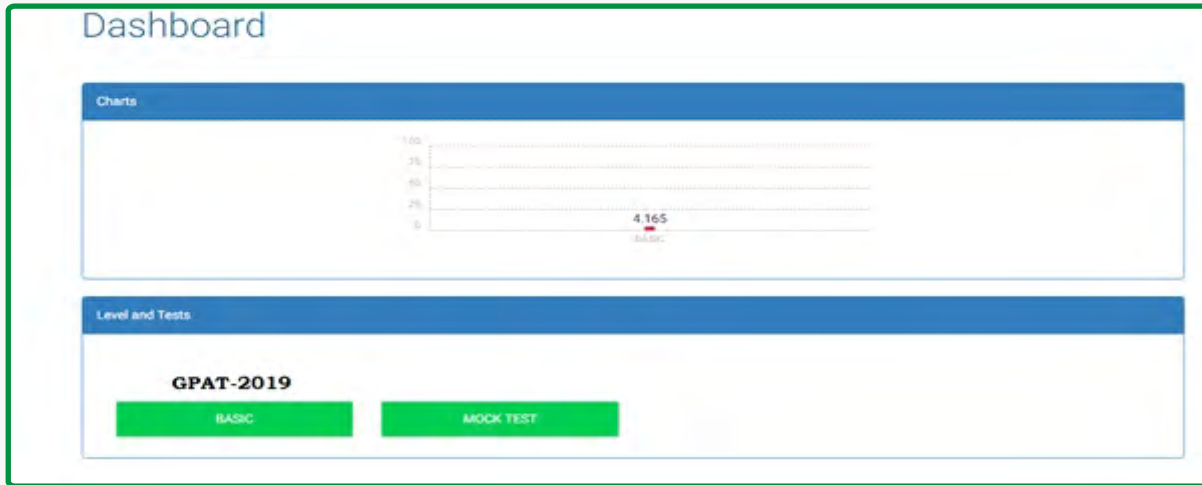 Dashboard
Charts
100
75
50
25
0
4.165
BASIC
Level and Tests
GPAT-2019
BASIC
MOCK TEST